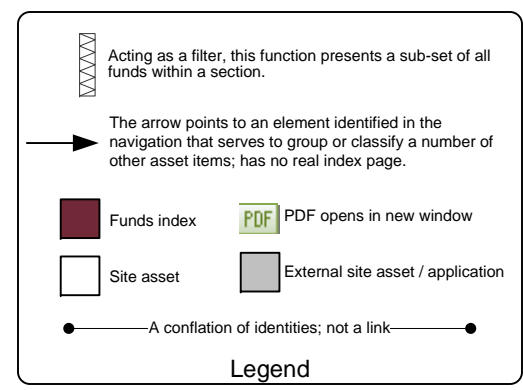 Acting as a filter, this function presents a sub-set of all
funds within a section.
The arrow points to an element identified in the
navigation that serves to group or classify a number of
other asset items; has no real index page.
Funds index
PDF
PDF opens in new window
Site asset
External site asset / application
A conflation of identities; not a link
Legend